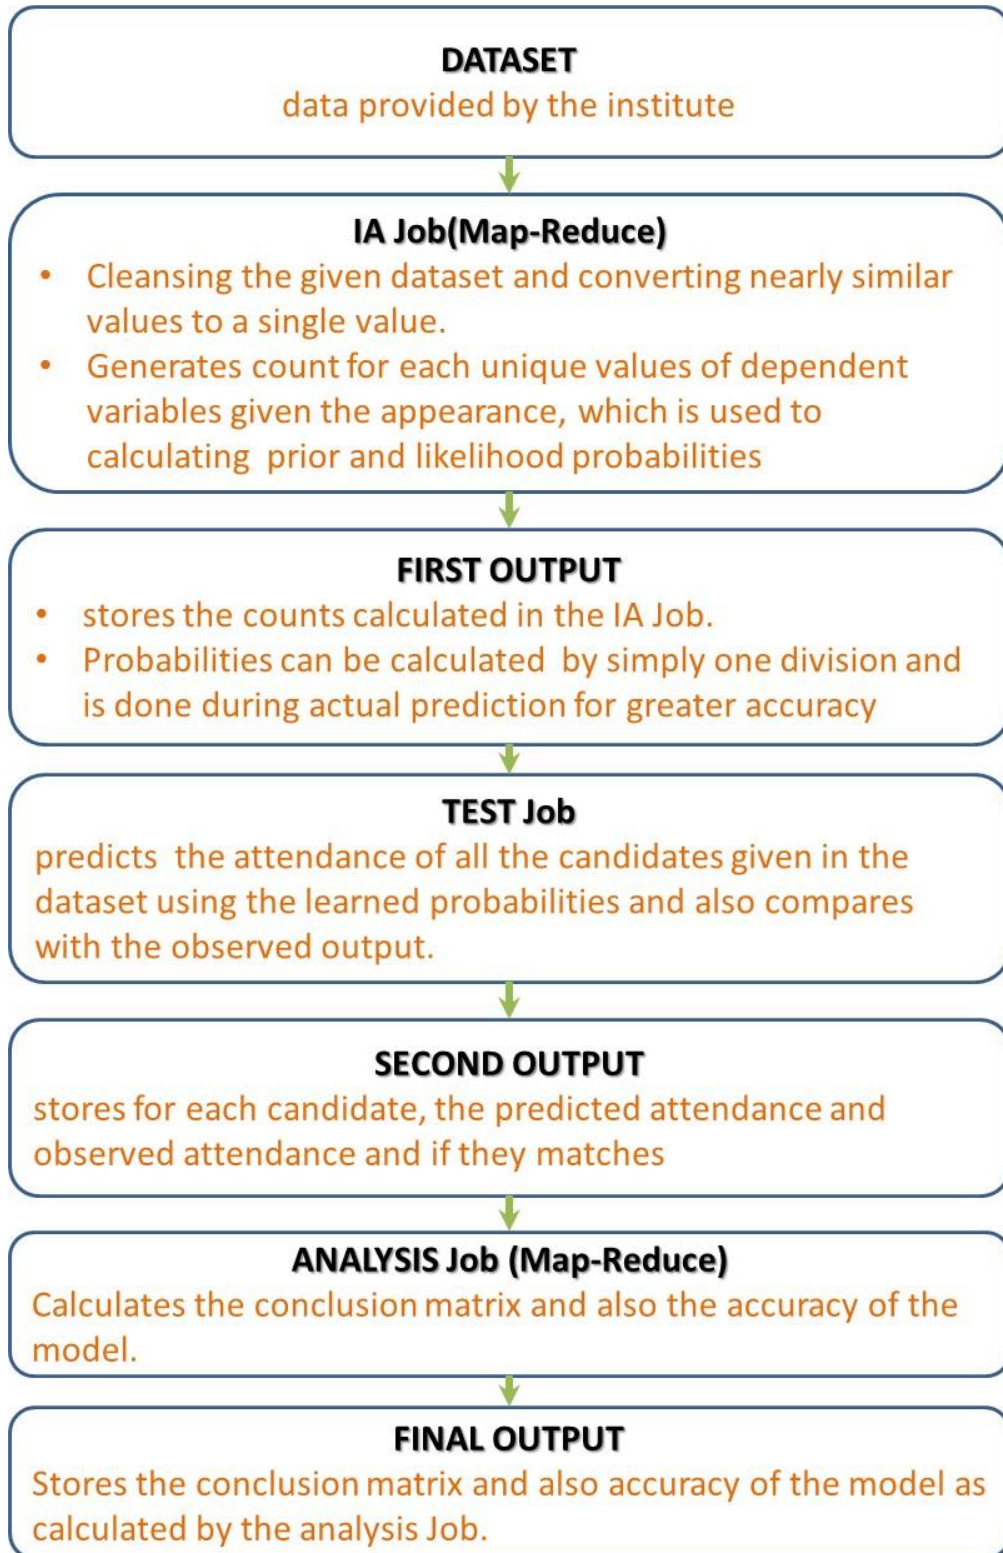 DATASET
data provided by the institute
IA Job(Map-Reduce)
• Cleansing the given dataset and converting nearly similar
values to a single value.
• Generates count for each unique values of dependent
variables given the appearance, which is used to
calculating prior and likelihood probabilities
FIRST OUTPUT
• stores the counts calculated in the IA Job.
• Probabilities can be calculated by simply one division and
is done during actual prediction for greater accuracy
TEST Job
predicts the attendance of all the candidates given in the
dataset using the learned probabilities and also compares
with the observed output.
SECOND OUTPUT
stores for each candidate, the predicted attendance and
observed attendance and if they matches
ANALYSIS Job (Map-Reduce)
Calculates the conclusion matrix and also the accuracy of the
model.
FINAL OUTPUT
Stores the conclusion matrix and also accuracy of the model as
calculated by the analysis Job.